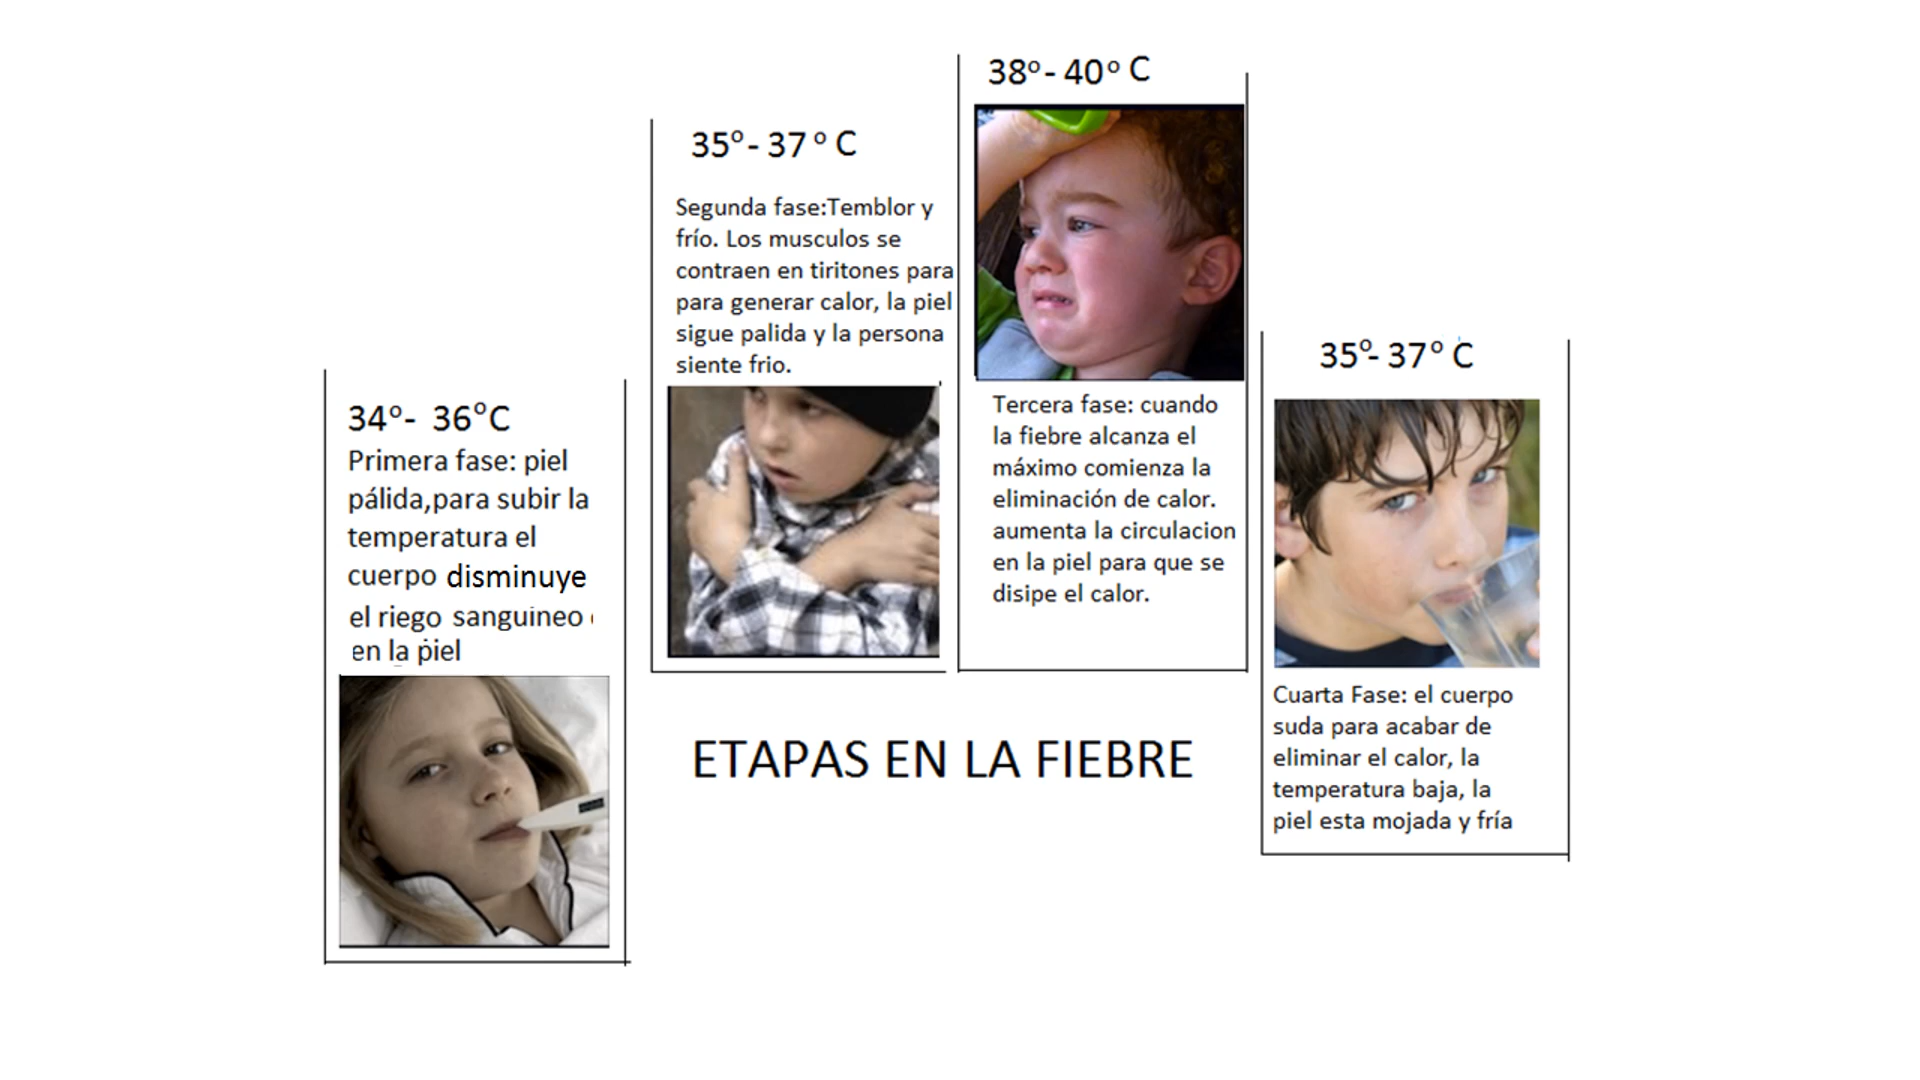 34º- 36ºC
Primera fase: piel
pálida,para subir la
temperatura el
cuerpo disminuye
el riego sanguineo
en la piel
35º- 37 º C
Segunda fase:Temblor y
frío. Los musculos se
contraen en tiritones para
para generar calor, la piel
sigue palida y la persona
siente frio.
38º- 40º C
Tercera fase: cuando
la fiebre alcanza el
máximo comienza la
eliminación de calor.
aumenta la circulacion
en la piel para que se
disipe el calor.
35º- 37º C
Cuarta Fase: el cuerpo
suda para acabar de
eliminar el calor, la
temperatura baja, la
piel esta mojada y fría
ETAPAS EN LA FIEBRE